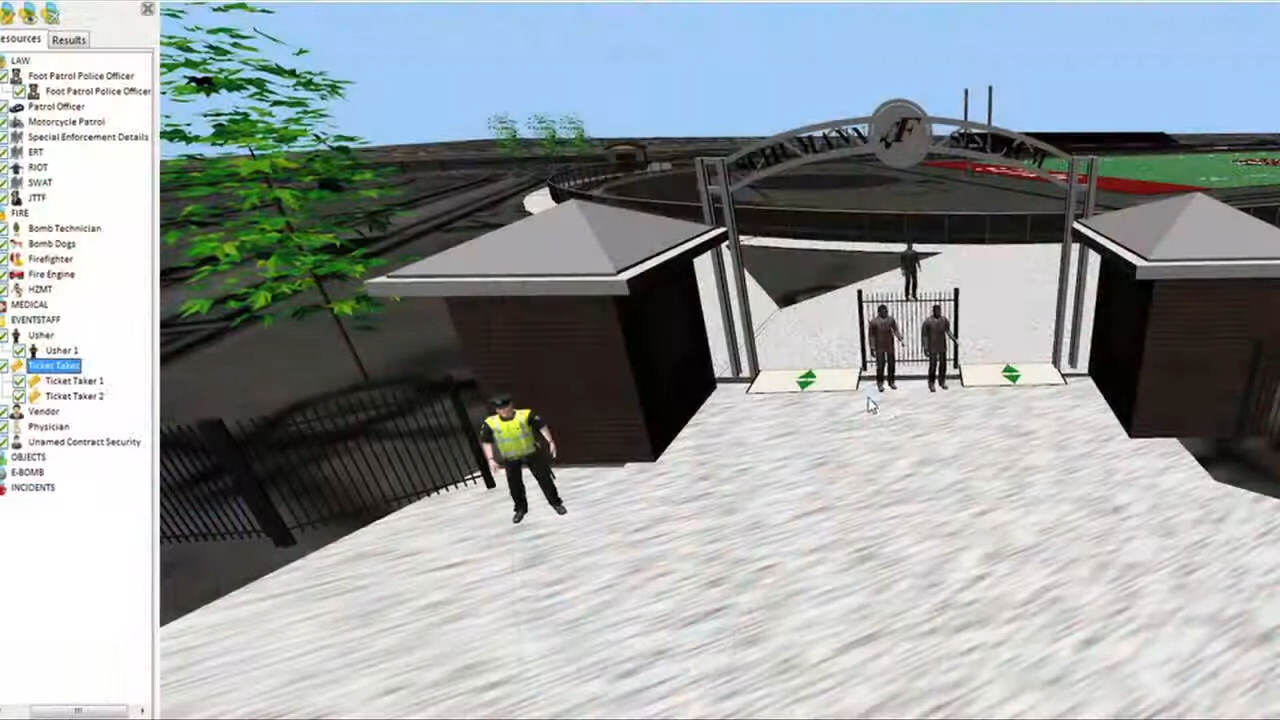 esources
Results
LAW
Foot Patrol Police Officer
Foot Patrol Police Officer
Patrol Officer
Motorcycle Patrol
Special Enforcement Details
ERT
RIOT
SWAT
JTTF
FIRE
Bomb Technician
Bomb Dogs
Firefighter
Fire Engine
HZMT
MEDICAL
EVENTSTAFF
Usher
Usher 1
Ticket Taker
Ticket Taker 1
Ticket Taker 2
Vendor
Physician
Unamed Contract Security
OBJECTS
E-BOMB
INCIDENTS
F